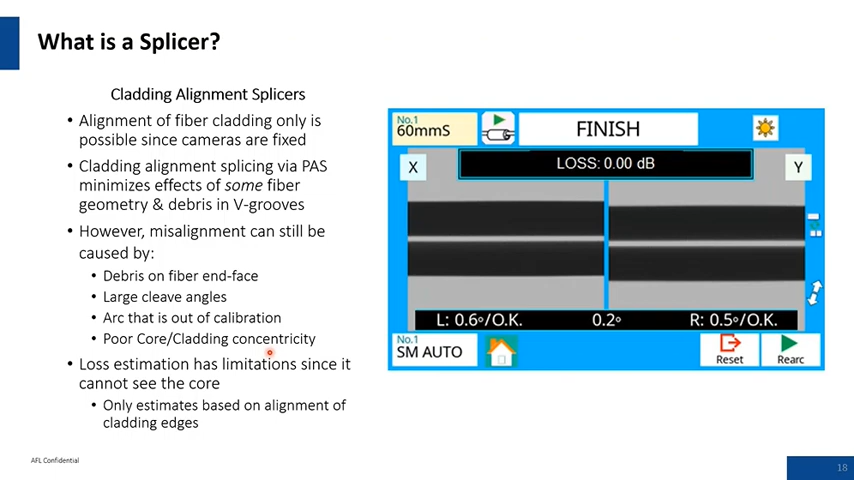 What is a Splicer?
Cladding Alignment Splicers
• Alignment of fiber cladding only is
possible since cameras are fixed
• Cladding alignment splicing via PAS
minimizes effects of some fiber
geometry & debris in V-grooves
• However, misalignment can still be
caused by:
• Debris on fiber end-face
• Large cleave angles
• Arc that is out of calibration
• Poor Core/Cladding concentricity
• Loss estimation has limitations since it
cannot see the core
• Only estimates based on alignment of
cladding edges
No.1
60mmS
FINISH
LOSS: 0.00 dB
X
Y
L: 0.6°/O.K.
0.2°
R: 0.5°/O.K.
No.1
SM AUTO
Reset
Rearc
AFL Confidential
18